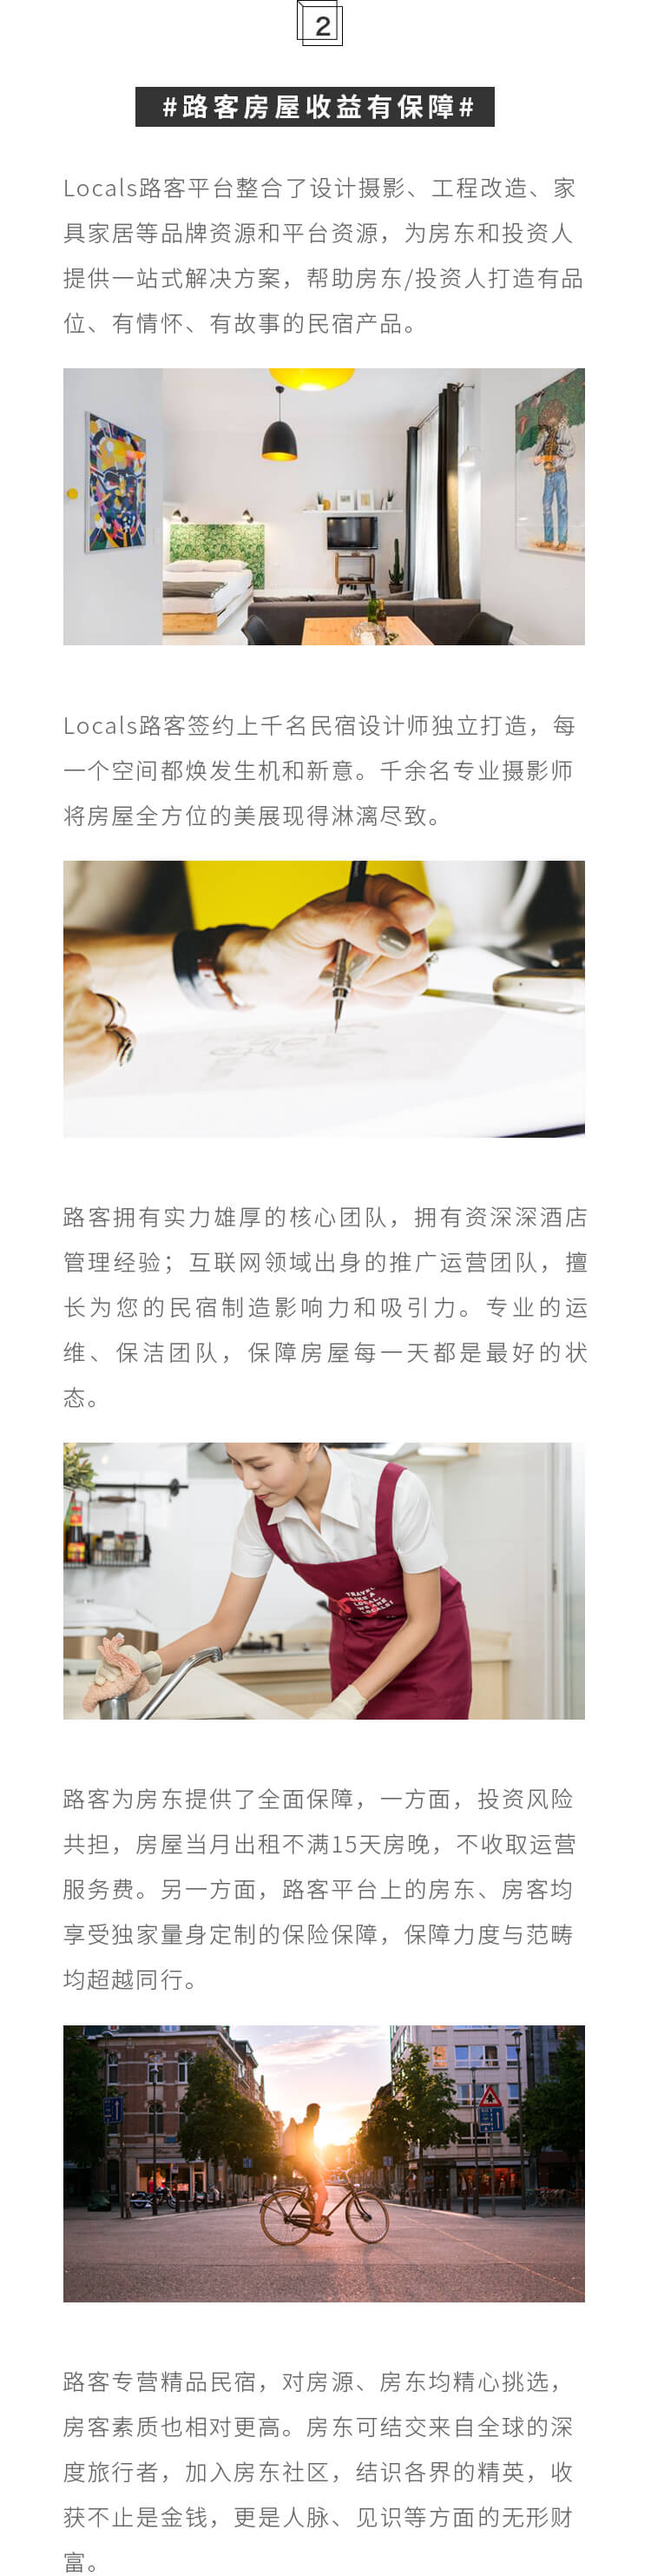 2
#路客房屋收益有保障#
Locals路客平台整合了设计摄影、工程改造、家
具家居等品牌资源和平台资源，为房东和投资人
提供一站式解决方案，帮助房东/投资人打造有品
位、有情怀、有故事的民宿产品。
Locals路客签约上千名民宿设计师独立打造，每
一个空间都焕发生机和新意。千余名专业摄影师
将房屋全方位的美展现得淋漓尽致。
路客拥有实力雄厚的核心团队，拥有资深深酒店
管理经验；互联网领域出身的推广运营团队，擅
长为您的民宿制造影响力和吸引力。专业的运
维、保洁团队，保障房屋每一天都是最好的状
态。
路客为房东提供了全面保障，一方面，投资风险
共担，房屋当月出租不满15天房晚，不收取运营
服务费。另一方面，路客平台上的房东、房客均
享受独家量身定制的保险保障，保障力度与范畴
均超越同行。
路客专营精品民宿，对房源、房东均精心挑选，
房客素质也相对更高。房东可结交来自全球的深
度旅行者，加入房东社区，结识各界的精英，收
获不止是金钱，更是人脉、见识等方面的无形财
富。